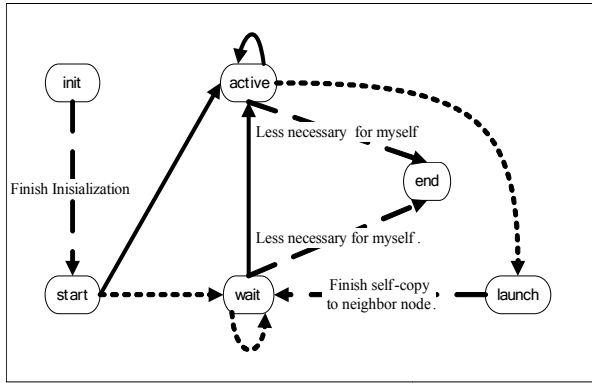 init
active
Less necessary for myself
Finish Inisialization
end
Less necessary for myself .
start
wait
Finish self-copy
to neighbor node .
launch